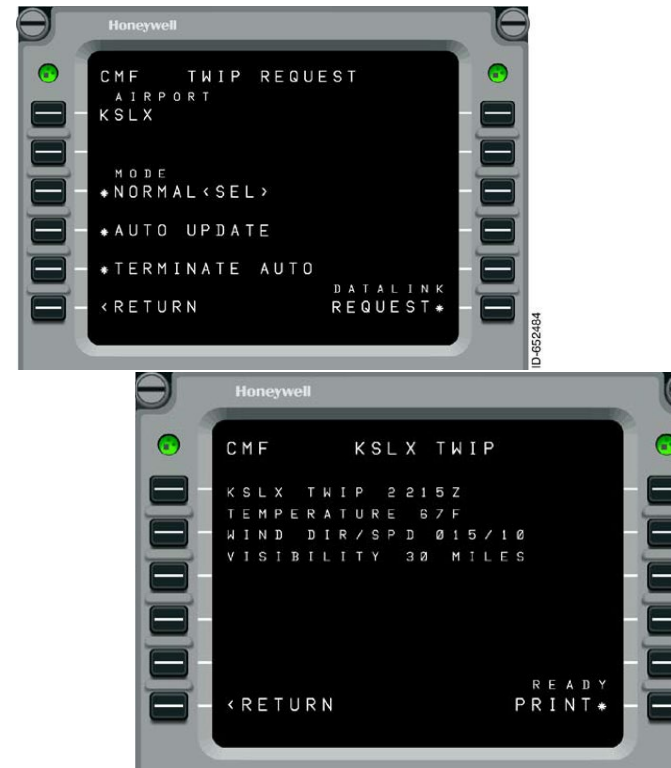 Honeywell
CMF TWIP REQUEST
AIRPORT
KSLX
MODE
*NORMAL<SEL>
*AUTO UPDATE
*TERMINATE AUTO
DATALINK
<RETURN REQUEST*
ID-652484
Honeywell
CMF KSLX TWIP
KSLX TWIP 2215Z
TEMPERATURE 67F
WIND DIR/SPD 015/10
VISIBILITY 30 MILES
READY
<RETURN PRINT*